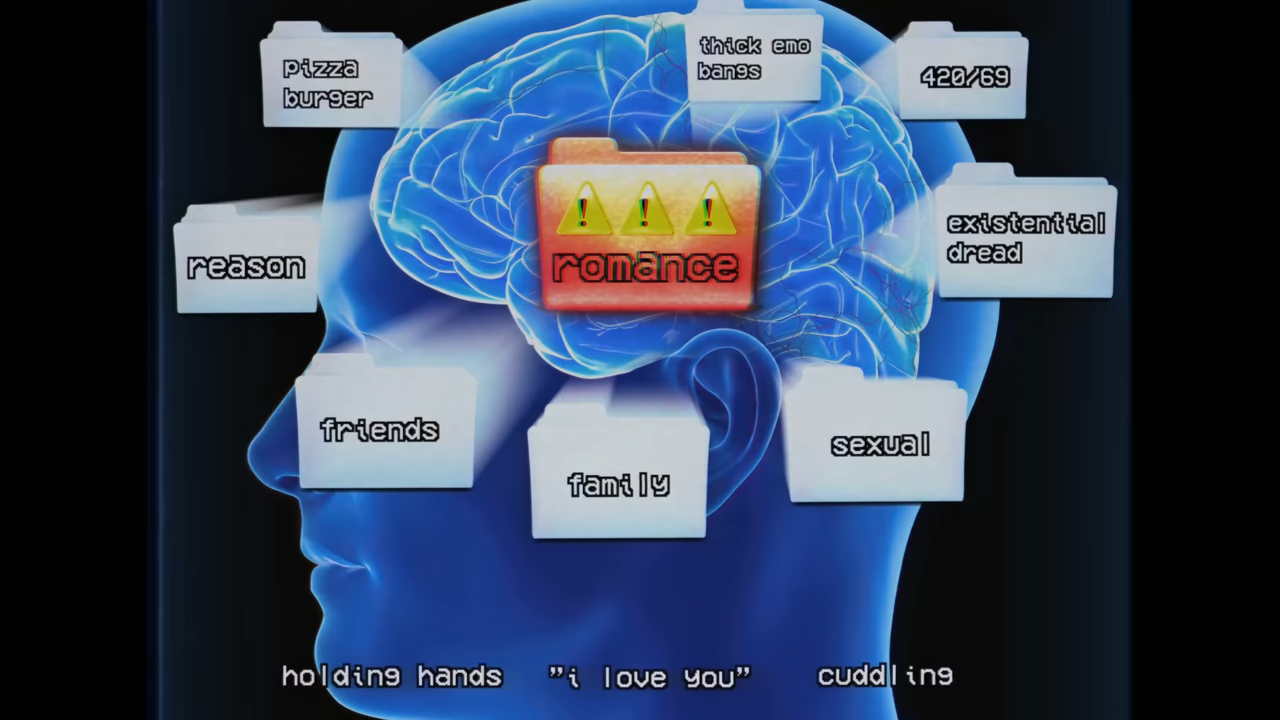 pizza
burger
thick emo
bangs
420/69
reason
romance
existential
dread
friends
family
sexual
holding hands
"i love you"
cuddling